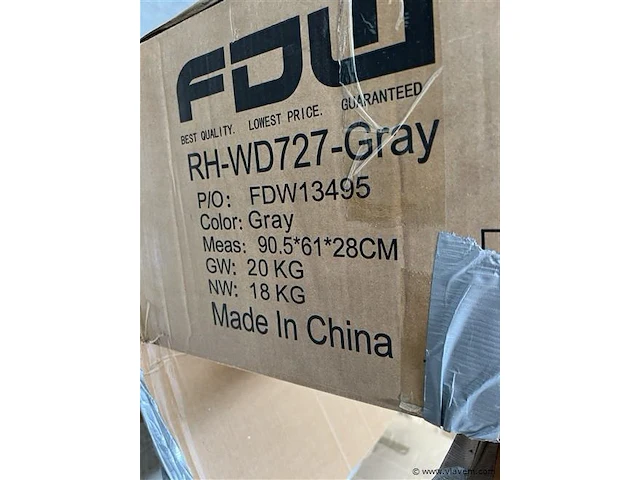 FDW
BEST QUALITY. LOWEST PRICE. GUARANTEED
RH-WD727-Gray
P/O: FDW13495
Color: Gray
Meas: 90.5*61*28CM
GW: 20 KG
NW: 18 KG
Made In China
© www.vlavem.com